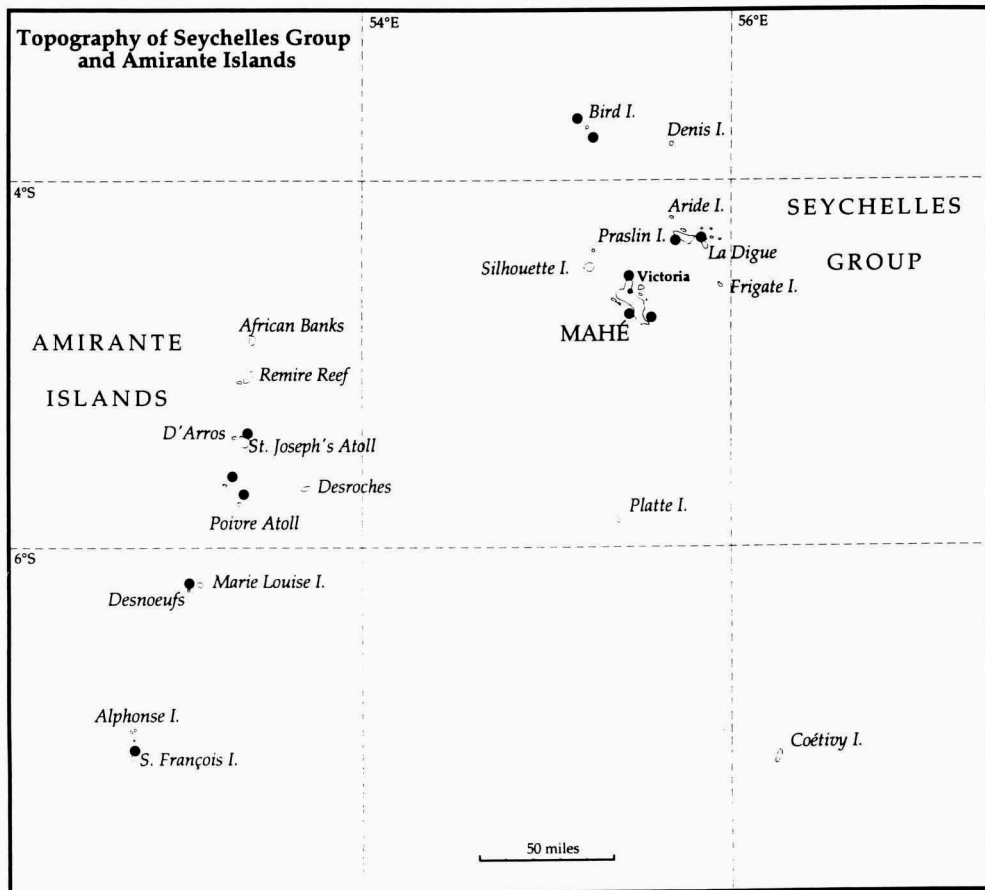 54°E
56°E
Topography of Seychelles Group
and Amirante Islands
Bird I.
Denis I.
4°S
Aride I.
SEYCHELLES
Praslin I.
La Digue
GROUP
Silhouette I.
Victoria
Frigate I.
MAHÉ
African Banks
AMIRANTE
Remire Reef
ISLANDS
D'Arros
St. Joseph's Atoll
Desroches
Poivre Atoll
Platte I.
6°S
Marie Louise I.
Desnoeufs
Alphonse I.
S. François I.
Coétivy I.
50 miles